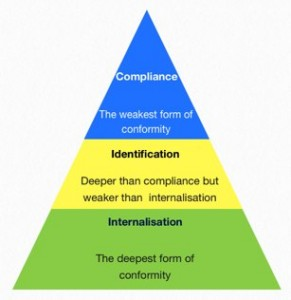 Compliance
The weakest form of
conformity
Identification
Deeper than compliance but
weaker than internalisation
Internalisation
The deepest form of
conformity